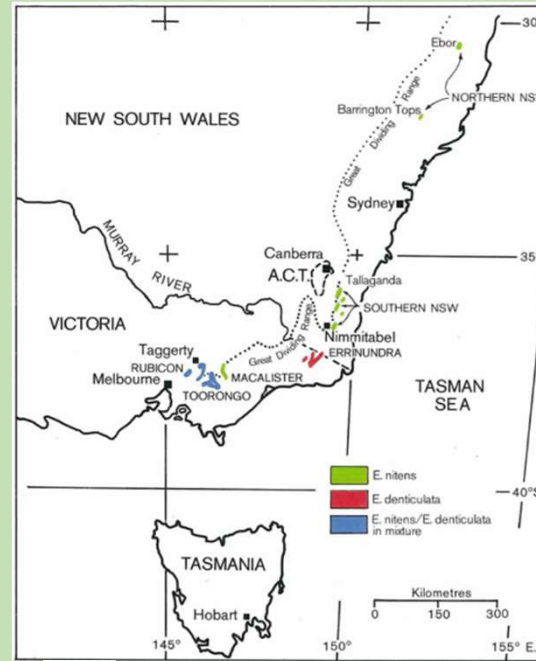 30°
Ebor
NORTHERN NSW
Barrington Tops
Great Dividing Range
NEW SOUTH WALES
Sydney
MURRAY RIVER
Canberra
A.C.T.
35°
Tallaganda
SOUTHERN NSW
VICTORIA
Great Dividing Range
Nimmitabel
ERRINUNDRA
Taggerty
RUBICON
MACALISTER
Melbourne
TOORONGO
TASMAN
SEA
E. nitens
E. denticulata
E. nitens/E. denticulata
in mixture
40°S
TASMANIA
Hobart
Kilometres
0 150 300
145° 150° 155° E.